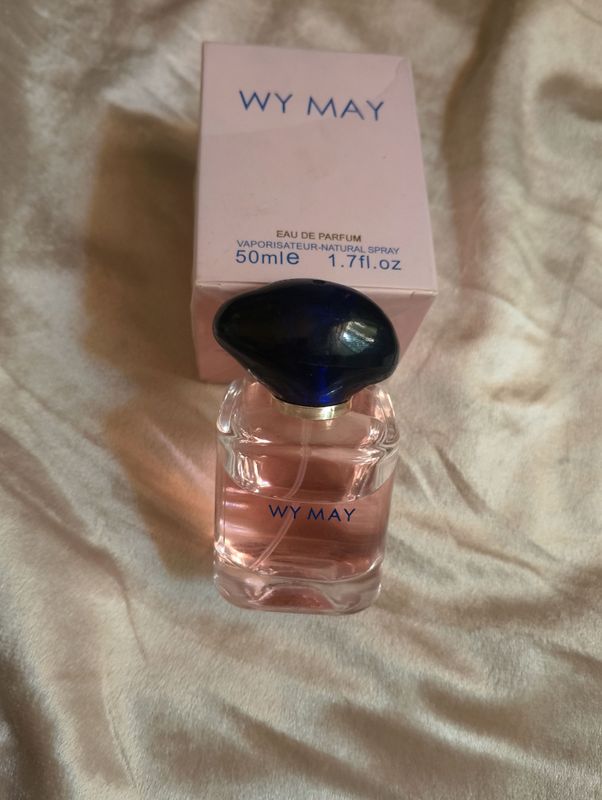 WY MAY
EAU DE PARFUM
VAPORISATEUR-NATURAL SPRAY
50mle 1.7fl.oz
WY MAY